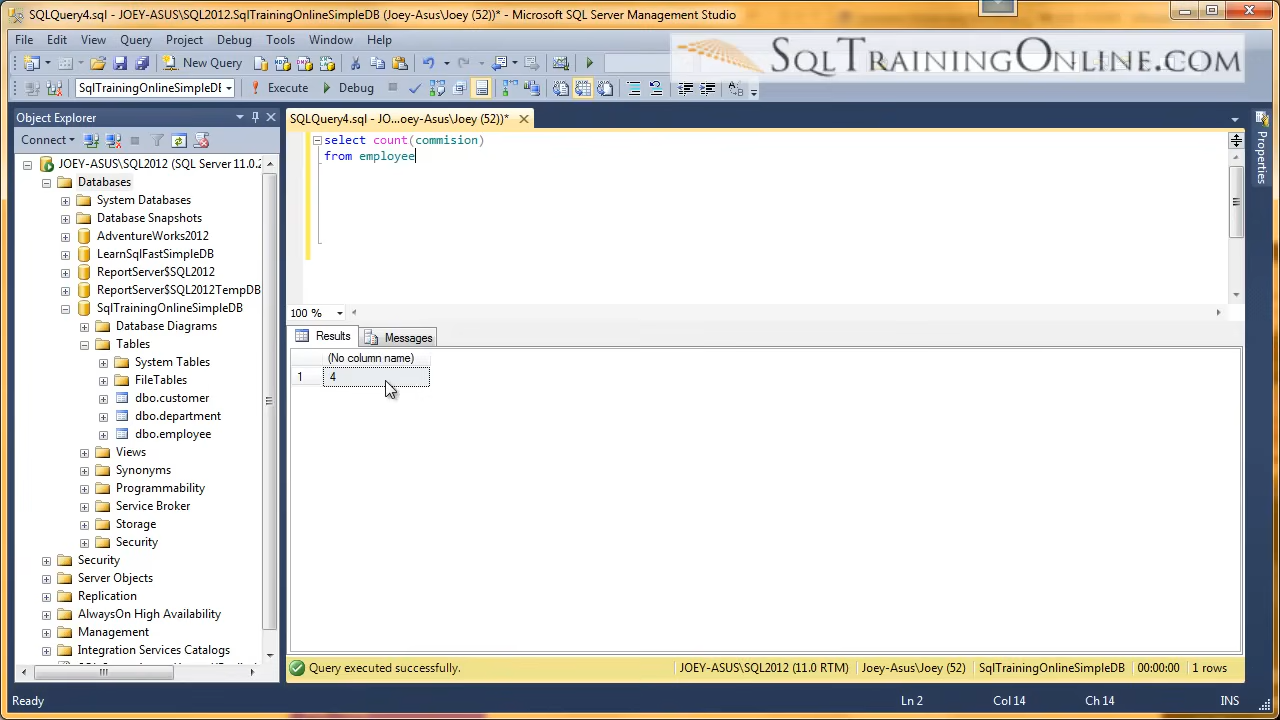 SQLQuery4.sql - JOEY-ASUS\SQL2012.SqlTrainingOnlineSimpleDB (Joey-Asus\Joey (52))* - Microsoft SQL Server Management Studio
File Edit View Query Project Debug Tools Window Help
SQLTRAININGONLINE.COM
New Query
SqlTrainingOnlineSimpleDE Execute Debug
Object Explorer
SQLQuery4.sql - JO...oey-Asus\Joey (52))*
Connect
select count(commision)
from employee
Properties
JOEY-ASUS\SQL2012 (SQL Server 11.0.2
Databases
System Databases
Database Snapshots
AdventureWorks2012
LearnSqlFastSimpleDB
ReportServer$SQL2012
ReportServer$SQL2012TempDB
SqlTrainingOnlineSimpleDB
Database Diagrams
Tables
System Tables
FileTables
dbo.customer
dbo.department
dbo.employee
Views
Synonyms
Programmability
Service Broker
Storage
Security
Security
Server Objects
Replication
AlwaysOn High Availability
Management
Integration Services Catalogs
100 %
Results Messages
(No column name)
1 4
Query executed successfully. JOEY-ASUS\SQL2012 (11.0 RTM) Joey-Asus\Joey (52) SqlTrainingOnlineSimpleDB 00:00:00 1 rows
Ready Ln 2 Col 14 Ch 14 INS